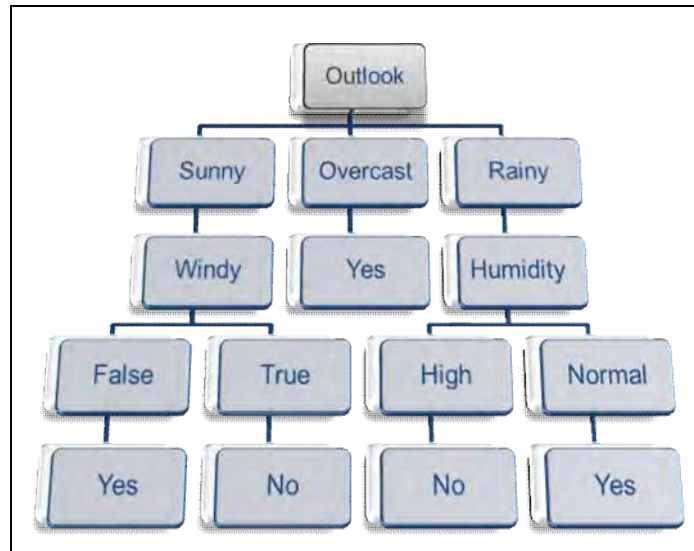 Outlook
Sunny Overcast Rainy
Windy Yes Humidity
False True High Normal
Yes No No Yes